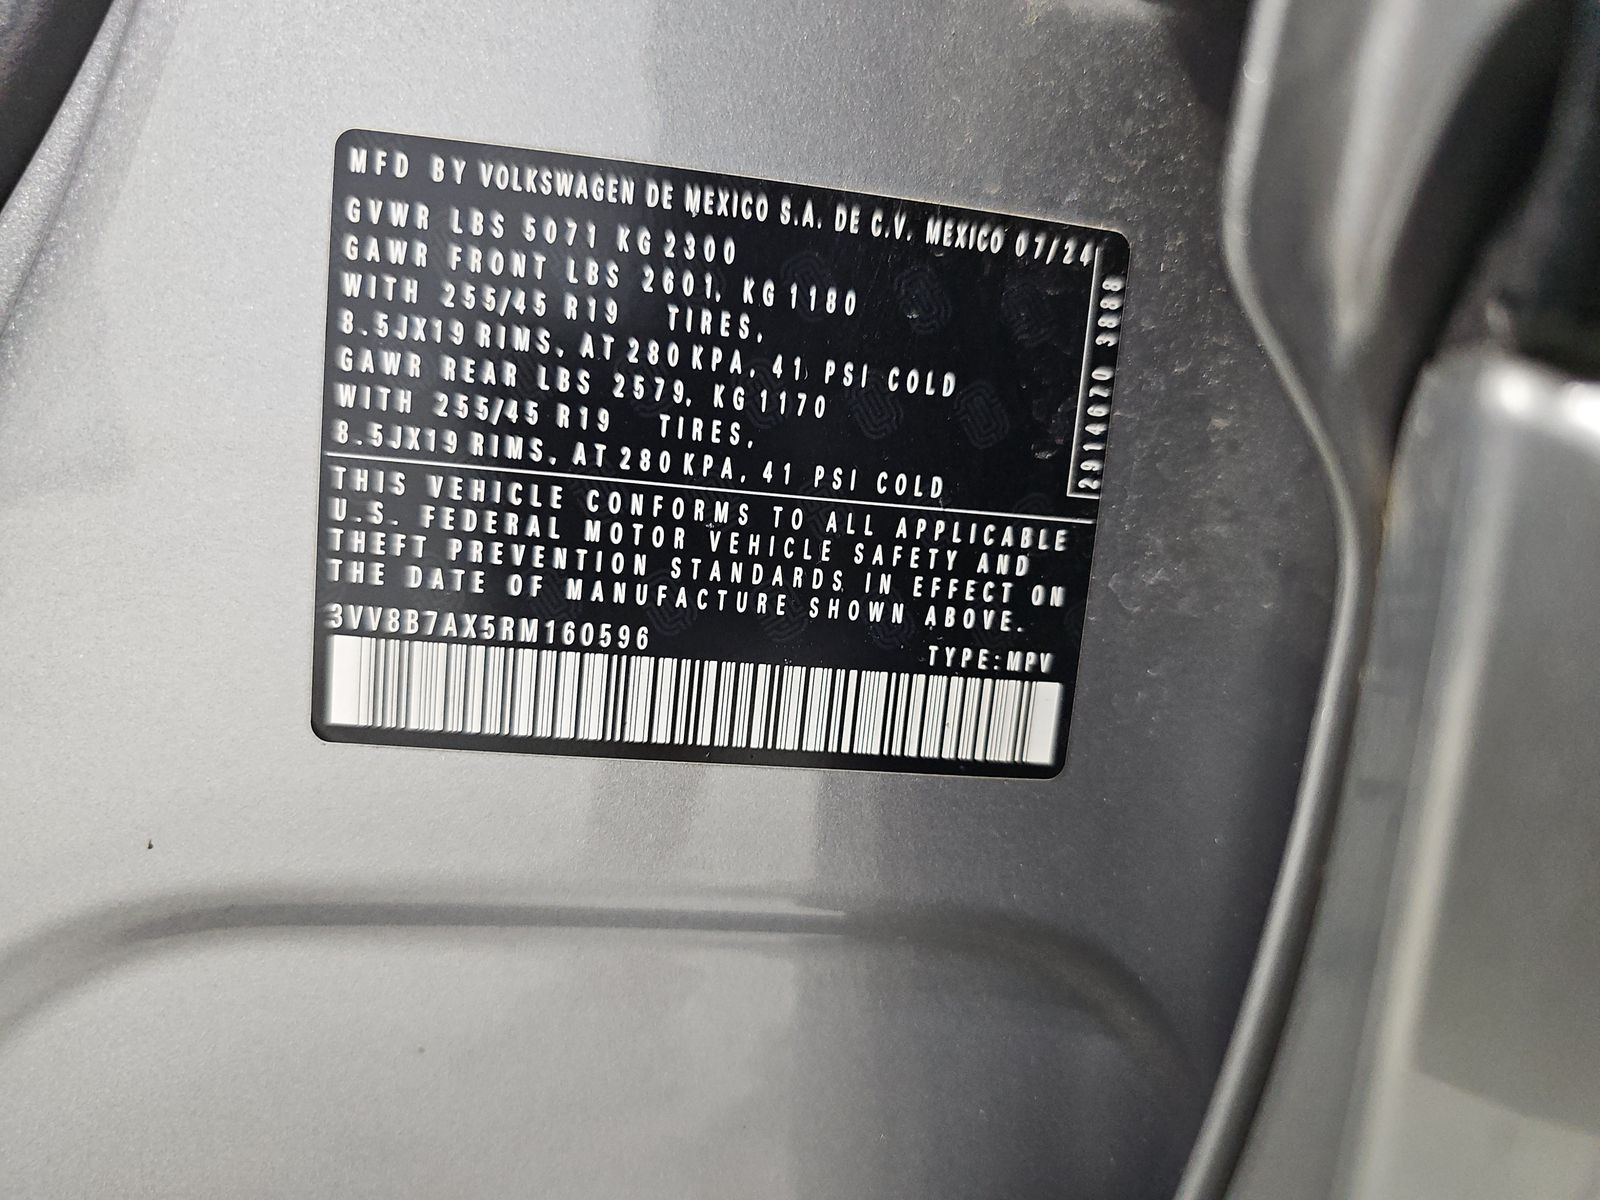 MFD BY VOLKSWAGEN DE MEXICO S.A. DE C.V. MEXICO 07/24
GVWR LBS 5071 KG 2300
GAWR FRONT LBS 2601, KG 1180
WITH 255/45 R19 TIRES,
8.5JX19 RIMS, AT 280 KPA, 41 PSI COLD
GAWR REAR LBS 2579, KG 1170
WITH 255/45 R19 TIRES,
8.5JX19 RIMS, AT 280 KPA, 41 PSI COLD
THIS VEHICLE CONFORMS TO ALL APPLICABLE
U.S. FEDERAL MOTOR VEHICLE SAFETY AND
THEFT PREVENTION STANDARDS IN EFFECT ON
THE DATE OF MANUFACTURE SHOWN ABOVE.
3VV8B7AX5RM160596
TYPE:MPV
2914670 3888